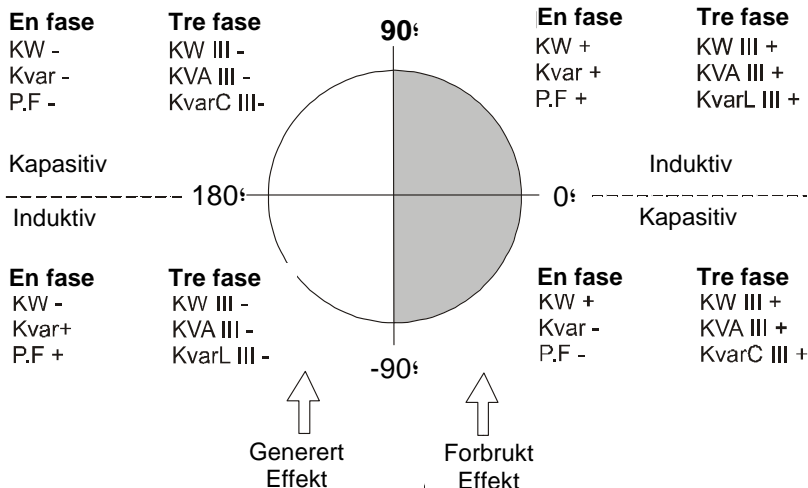 En fase
KW -
Kvar -
P.F -
Tre fase
KW III -
KVA III -
KvarC III-
90°
En fase
KW +
Kvar +
P.F +
Tre fase
KW III +
KVA III +
KvarL III +
Kapasitiv
Induktiv
180°
0°
Induktiv
Kapasitiv
En fase
KW -
Kvar+
P.F +
Tre fase
KW III -
KVA III -
KvarL III -
-90°
En fase
KW +
Kvar -
P.F -
Tre fase
KW III +
KVA III +
KvarC III +
Generert
Effekt
Forbrukt
Effekt